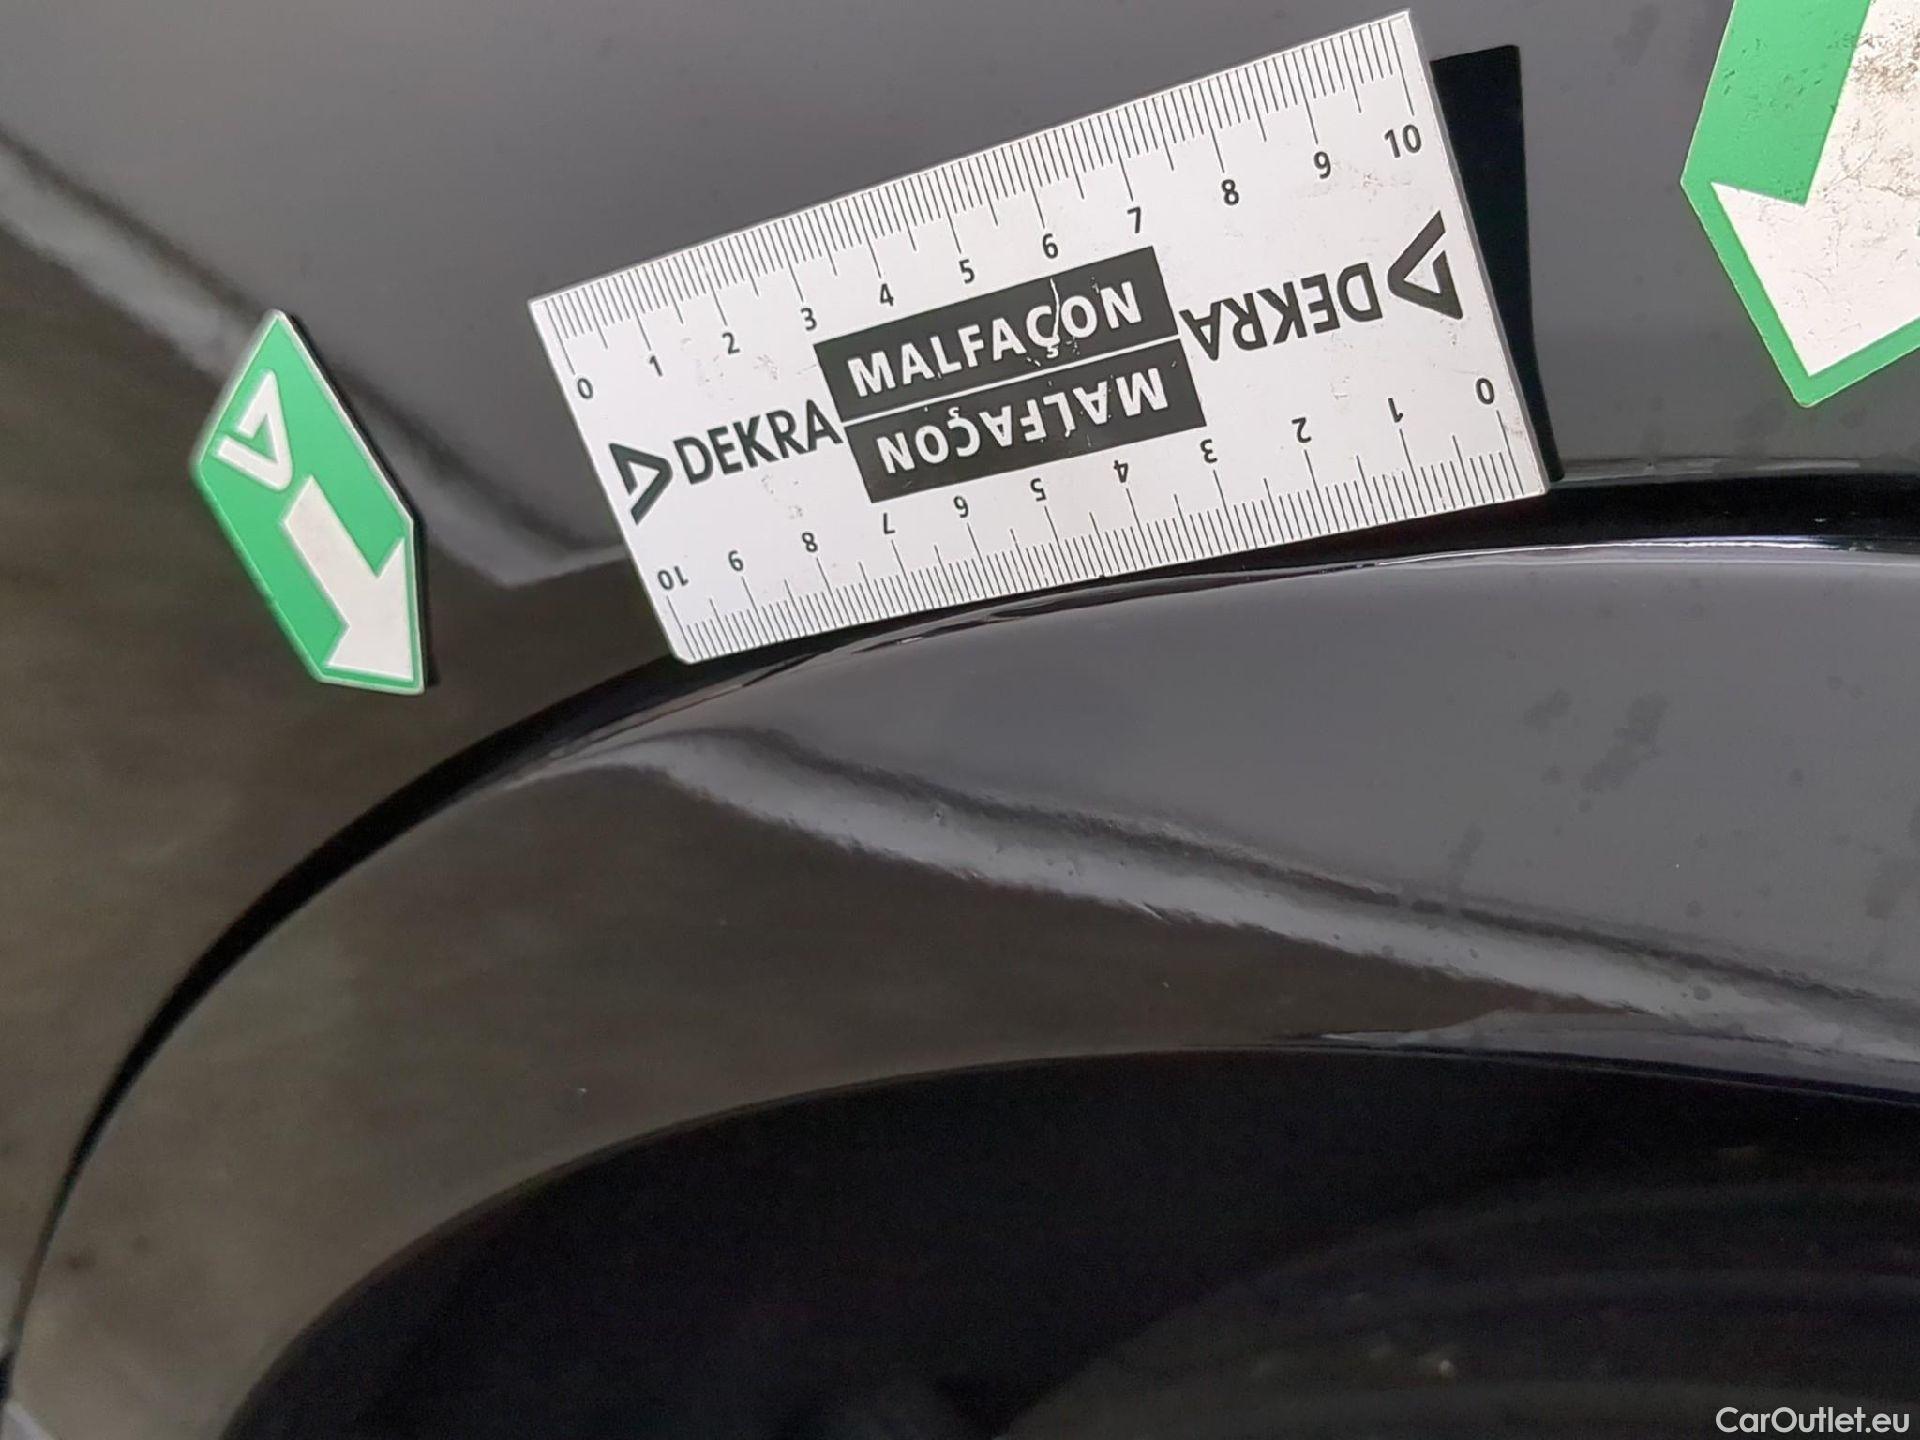 0 1 2 3 4 5 6 7 8 9 10
DEKRA MALFAÇON
MALFAÇON DEKRA
10 9 8 7 6 5 4 3 2 1 0
CarOutlet.eu